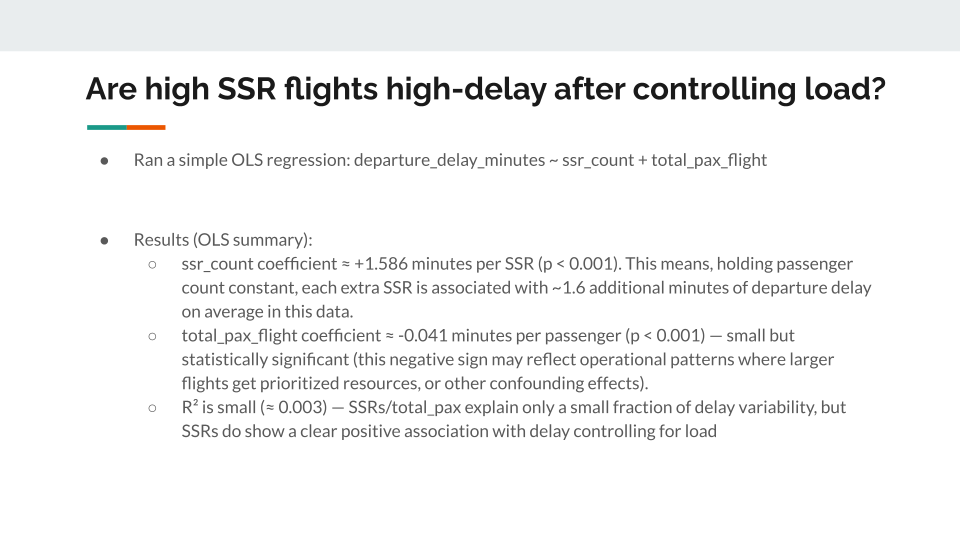 Are high SSR flights high-delay after controlling load?
● Ran a simple OLS regression: departure_delay_minutes ~ ssr_count + total_pax_flight
● Results (OLS summary):
○ ssr_count coefficient ≈ +1.586 minutes per SSR (p < 0.001). This means, holding passenger
count constant, each extra SSR is associated with ~1.6 additional minutes of departure delay
on average in this data.
○ total_pax_flight coefficient ≈ -0.041 minutes per passenger (p < 0.001) — small but
statistically significant (this negative sign may reflect operational patterns where larger
flights get prioritized resources, or other confounding effects).
○ R² is small (≈ 0.003) — SSRs/total_pax explain only a small fraction of delay variability, but
SSRs do show a clear positive association with delay controlling for load